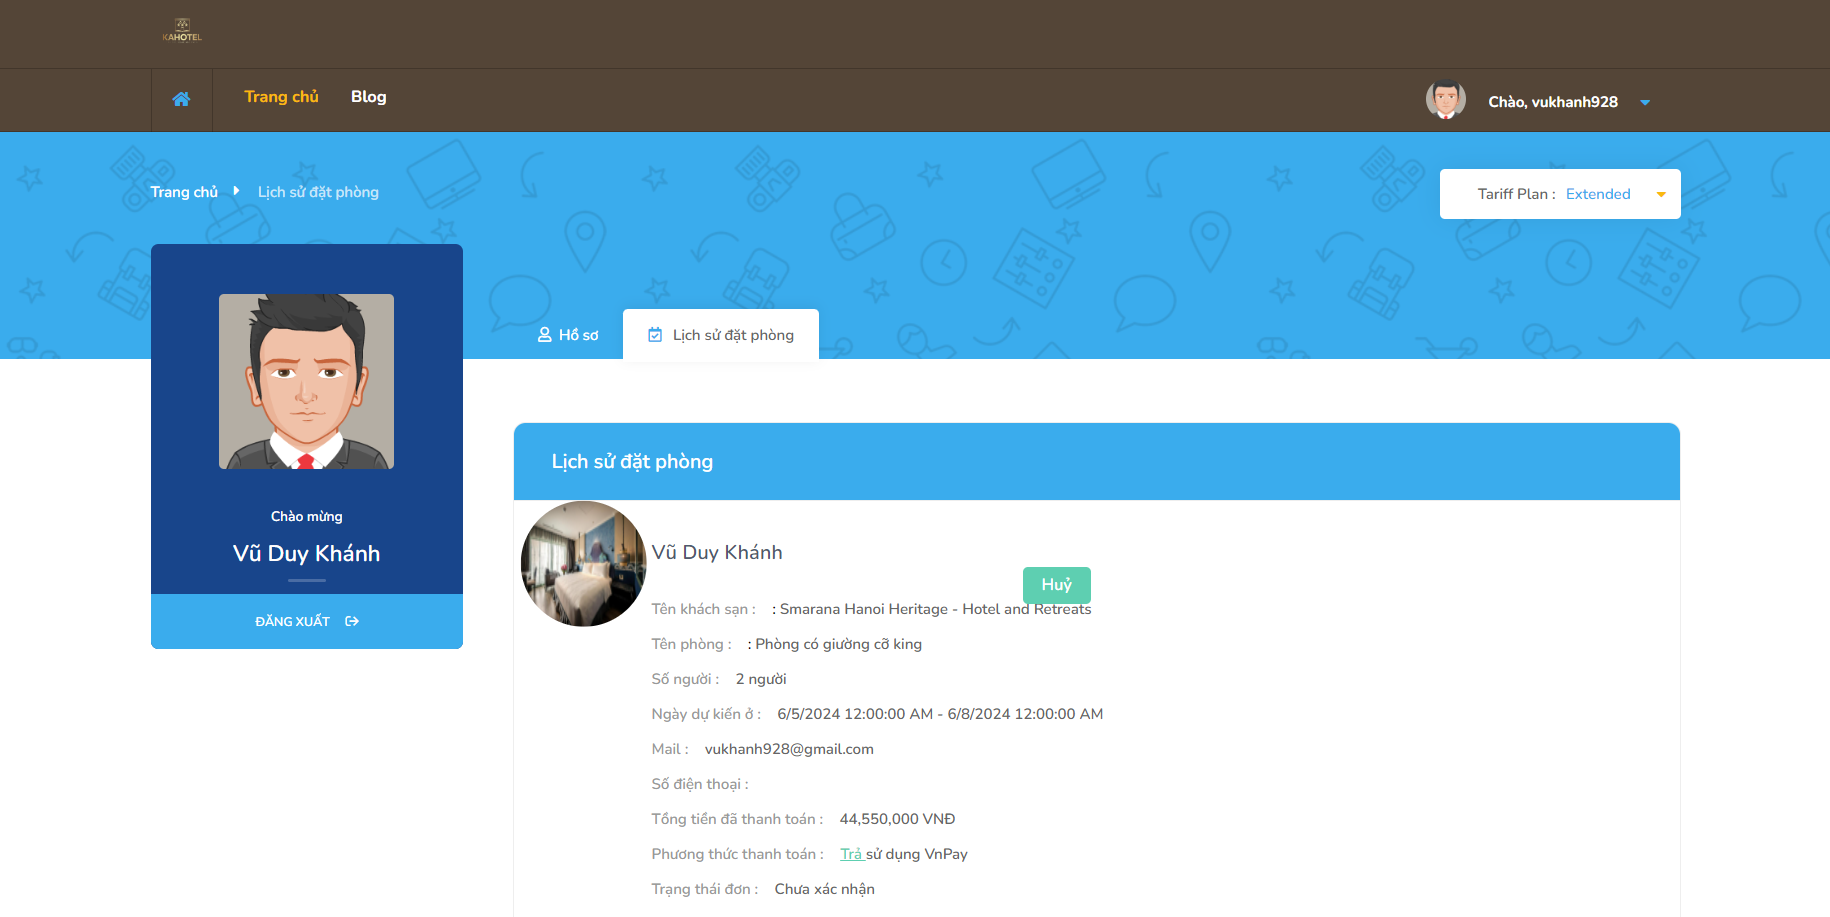 KAHOTEL
Trang chủ Blog
Chào, vukhanh928
Trang chủ Lịch sử đặt phòng
Tariff Plan : Extended
Hồ sơ Lịch sử đặt phòng
Chào mừng
Vũ Duy Khánh
ĐĂNG XUẤT
Lịch sử đặt phòng
Vũ Duy Khánh
Huỷ
Tên khách sạn : : Smarana Hanoi Heritage - Hotel and Retreats
Tên phòng : : Phòng có giường cỡ king
Số người : 2 người
Ngày dự kiến ở : 6/5/2024 12:00:00 AM - 6/8/2024 12:00:00 AM
Mail : vukhanh928@gmail.com
Số điện thoại :
Tổng tiền đã thanh toán : 44,550,000 VNĐ
Phương thức thanh toán : Trả sử dụng VnPay
Trạng thái đơn : Chưa xác nhận